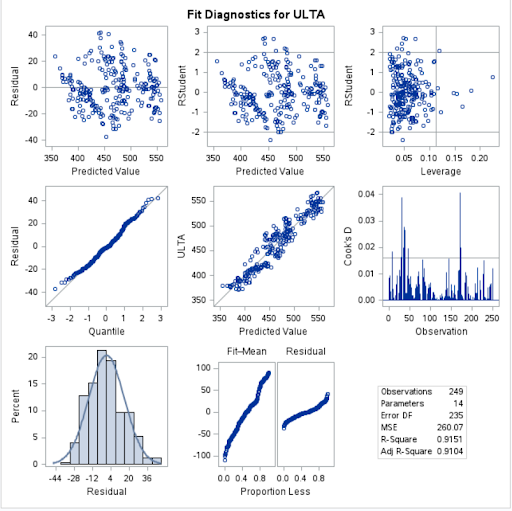 Fit Diagnostics for ULTA
Residual
40
20
0
-20
-40
350 400 450 500 550
Predicted Value
RStudent
3
2
1
0
-1
-2
350 400 450 500 550
Predicted Value
RStudent
3
2
1
0
-1
-2
0.05 0.10 0.15 0.20
Leverage
Residual
40
20
0
-20
-40
-3 -2 -1 0 1 2 3
Quantile
ULTA
550
500
450
400
350
350 400 450 500 550
Predicted Value
Cook's D
0.04
0.03
0.02
0.01
0.00
0 50 100 150 200 250
Observation
Percent
20
15
10
5
0
-44 -28 -12 4 20 36
Residual
Fit–Mean Residual
100
50
0
-50
-100
0.0 0.4 0.8 0.0 0.4 0.8
Proportion Less
Observations 249
Parameters 14
Error DF 235
MSE 260.07
R-Square 0.9151
Adj R-Square 0.9104